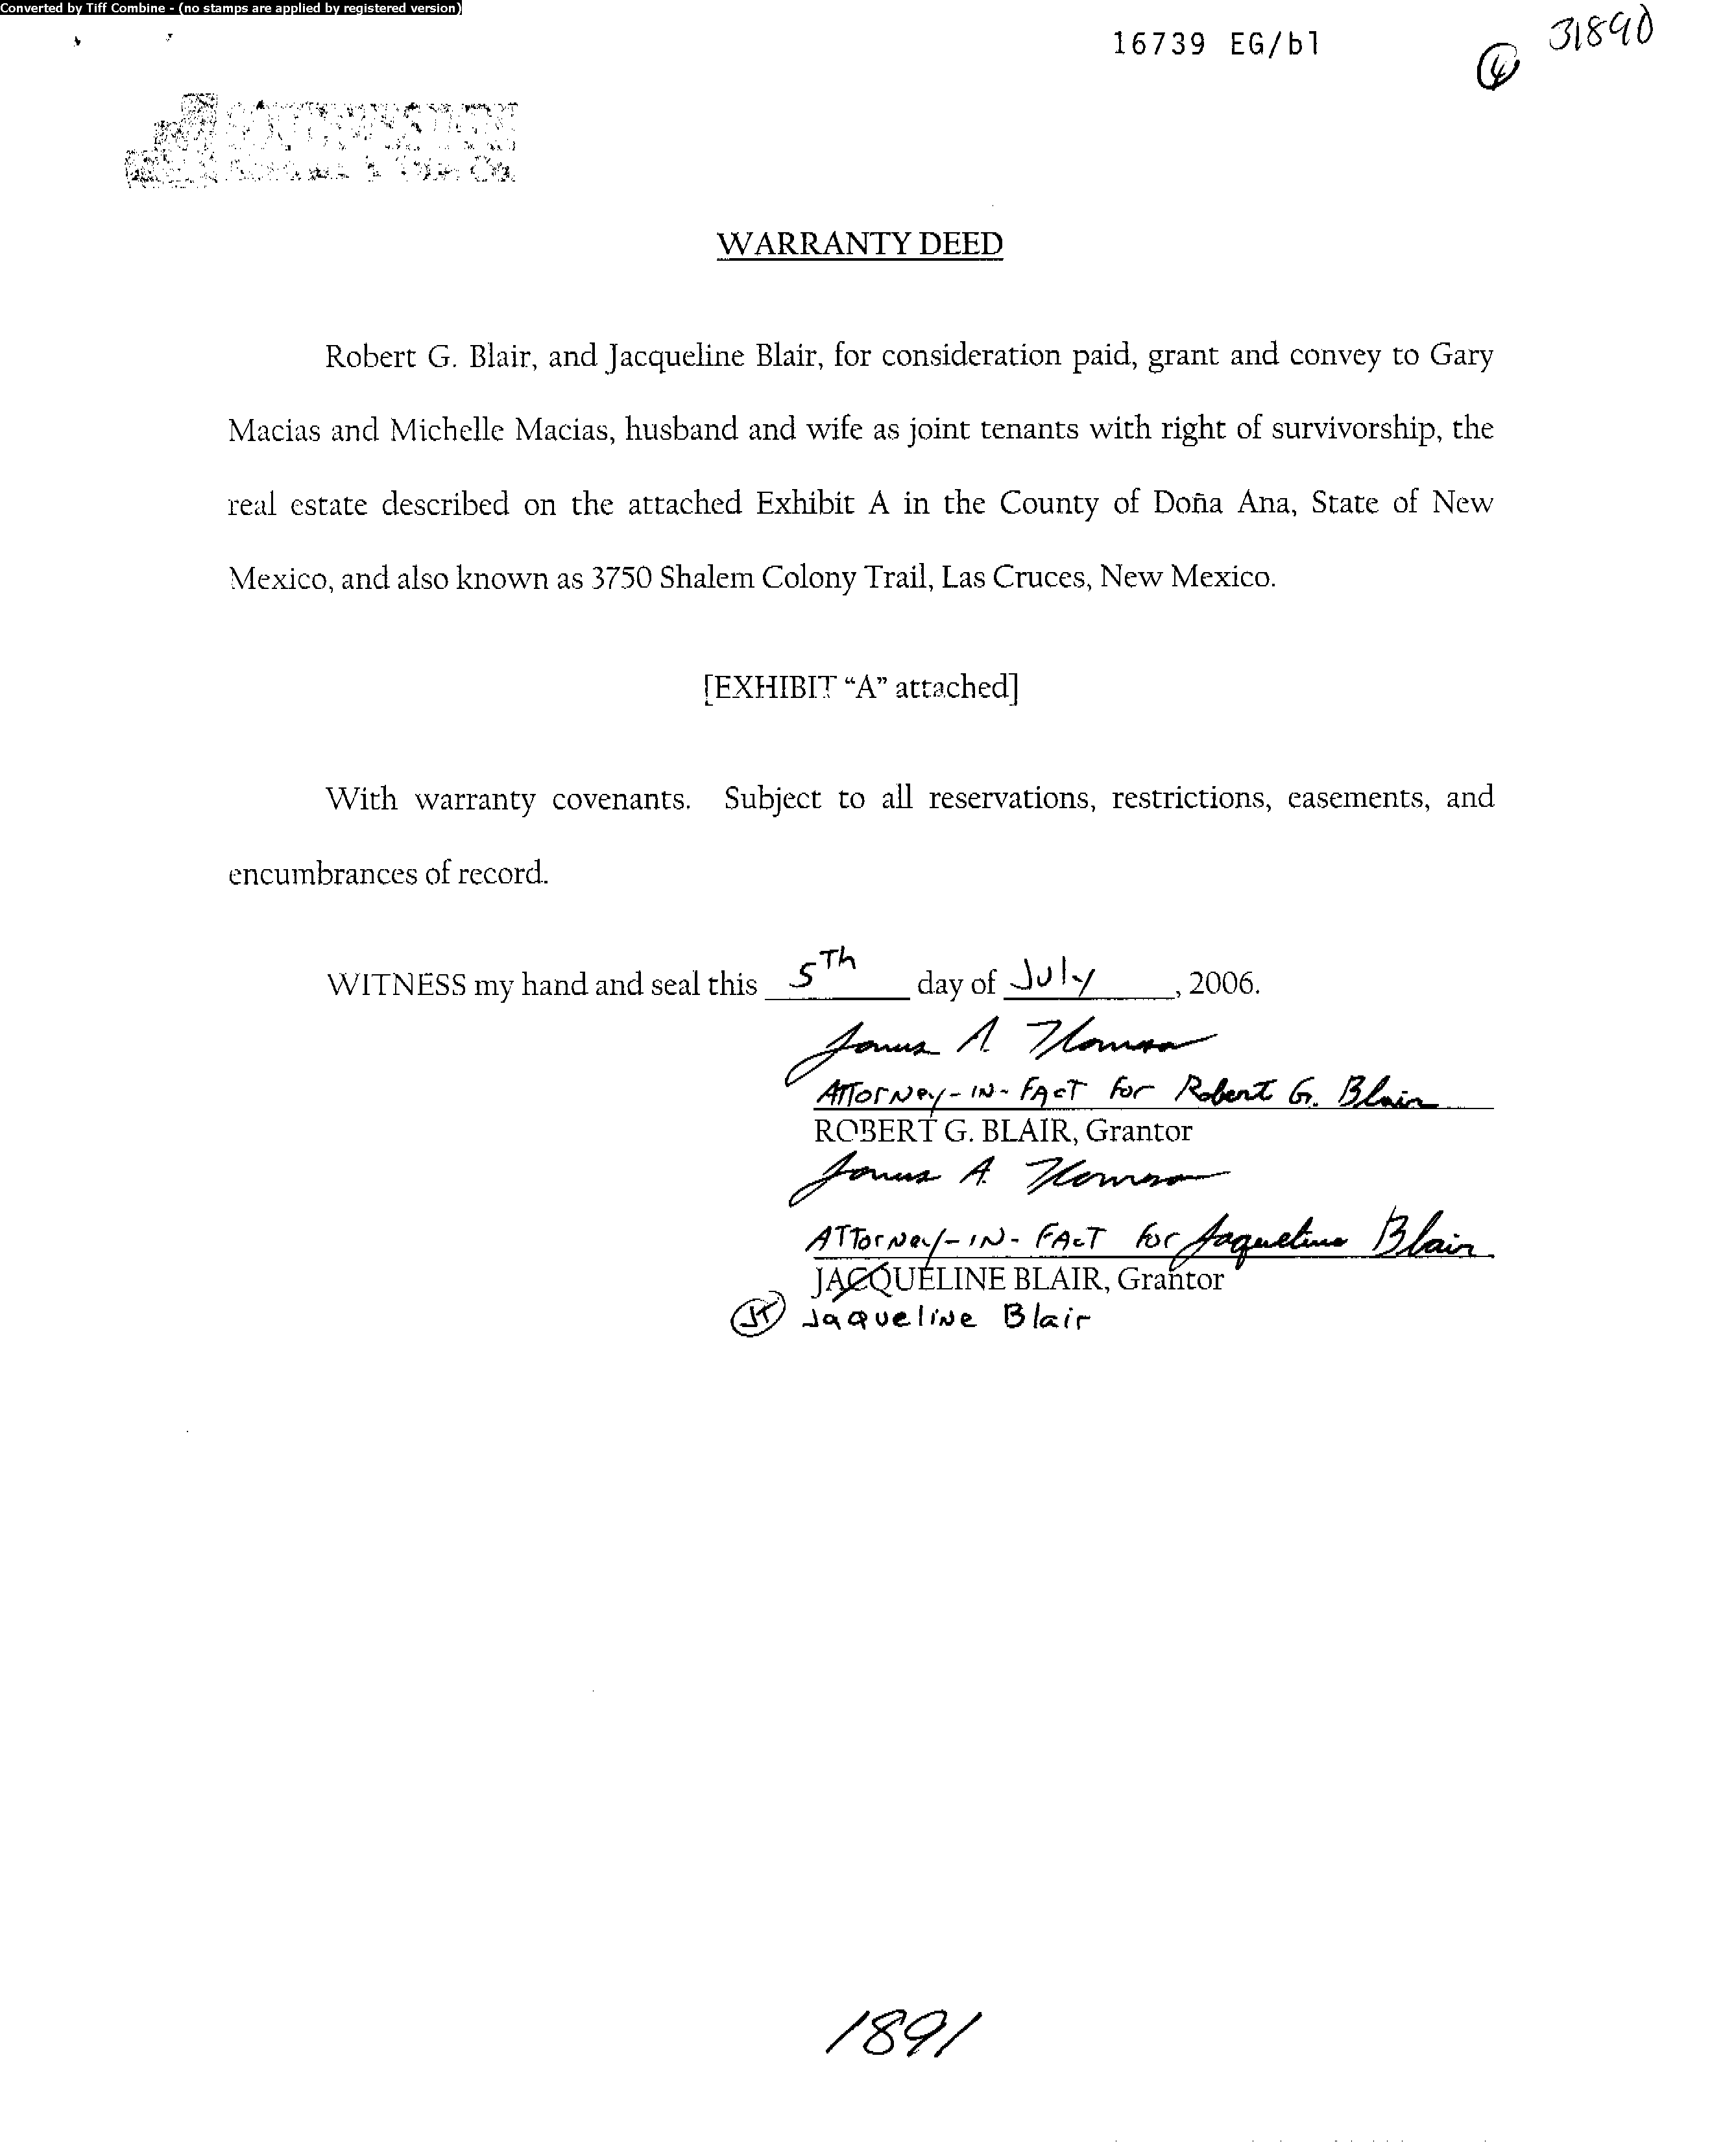 Converted by Tiff Combine - (no stamps are applied by registered version)
16739 EG/bl
4
31890
WARRANTY DEED
Robert G. Blair, and Jacqueline Blair, for consideration paid, grant and convey to Gary
Macias and Michelle Macias, husband and wife as joint tenants with right of survivorship, the
real estate described on the attached Exhibit A in the County of Doña Ana, State of New
Mexico, and also known as 3750 Shalem Colony Trail, Las Cruces, New Mexico.
[EXHIBIT “A” attached]
With warranty covenants. Subject to all reservations, restrictions, easements, and
encumbrances of record.
WITNESS my hand and seal this 5Th day of July, 2006.
A.
Attorney-IN-FAcT For Robert G. Blair
ROBERT G. BLAIR, Grantor
A.
ATTorney-IN-FAcT for Jaqueline Blair
JACQUELINE BLAIR, Grantor
JT Jaqueline Blair
1891